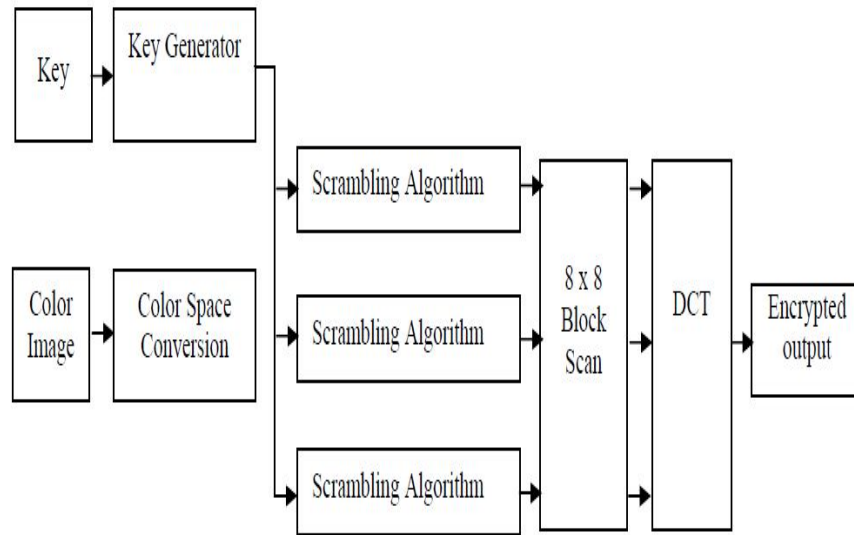 Key
Key Generator
Scrambling Algorithm
Color
Image
Color Space
Conversion
Scrambling Algorithm
Scrambling Algorithm
8 x 8
Block
Scan
DCT
Encrypted
output